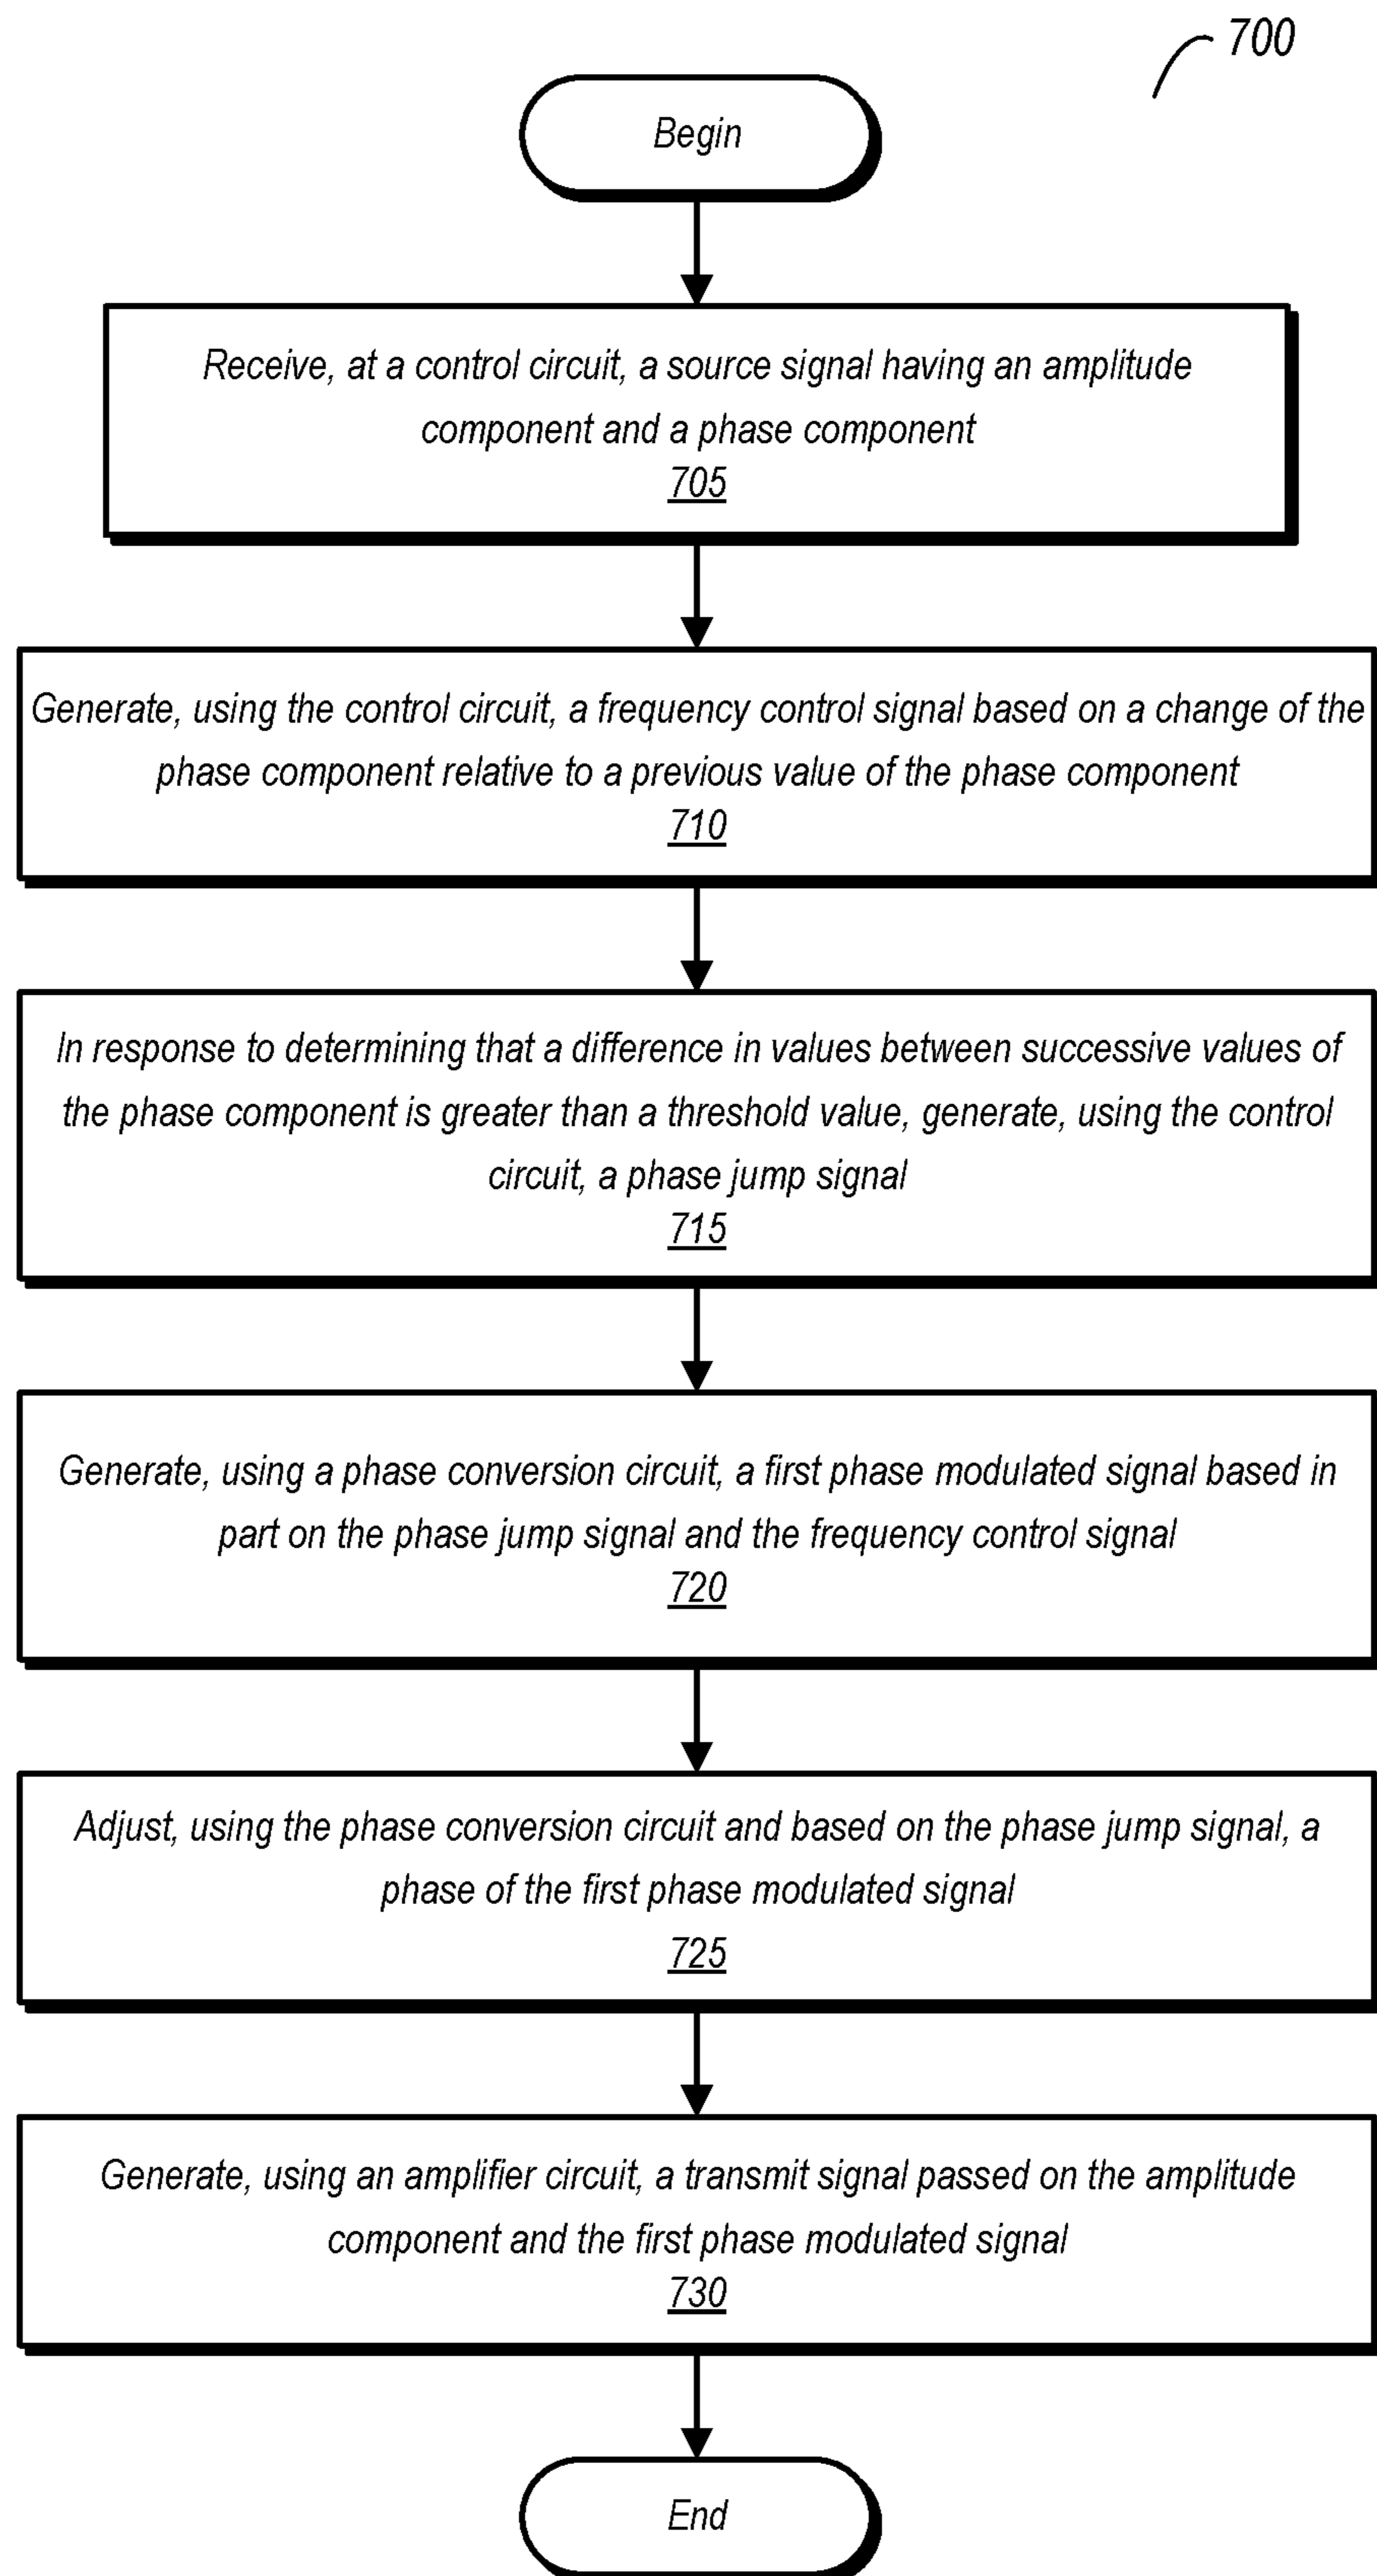 700
Begin
Receive, at a control circuit, a source signal having an amplitude
component and a phase component
705
Generate, using the control circuit, a frequency control signal based on a change of the
phase component relative to a previous value of the phase component
710
In response to determining that a difference in values between successive values of
the phase component is greater than a threshold value, generate, using the control
circuit, a phase jump signal
715
Generate, using a phase conversion circuit, a first phase modulated signal based in
part on the phase jump signal and the frequency control signal
720
Adjust, using the phase conversion circuit and based on the phase jump signal, a
phase of the first phase modulated signal
725
Generate, using an amplifier circuit, a transmit signal passed on the amplitude
component and the first phase modulated signal
730
End